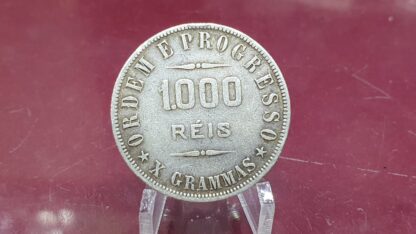 ORDEM E PROGRESSO
1.000
RÉIS
★ X GRAMMAS ★